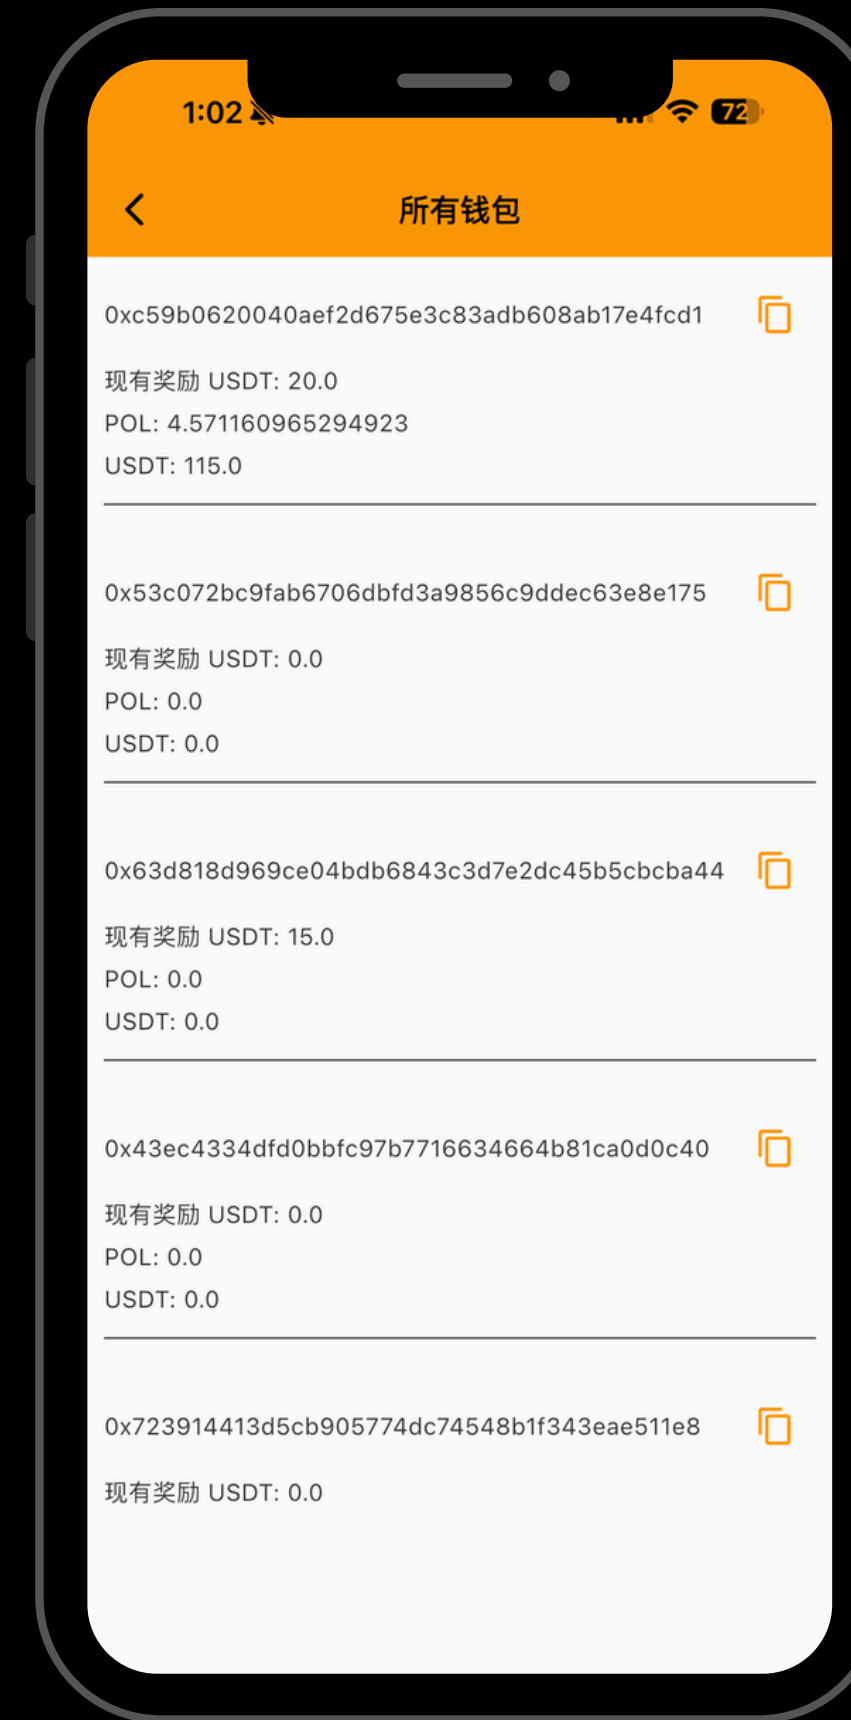 1:02
72
所有钱包
0xc59b0620040aef2d675e3c83adb608ab17e4fcd1
现有奖励 USDT: 20.0
POL: 4.571160965294923
USDT: 115.0
0x53c072bc9fab6706dbfd3a9856c9ddec63e8e175
现有奖励 USDT: 0.0
POL: 0.0
USDT: 0.0
0x63d818d969ce04bdb6843c3d7e2dc45b5cbcba44
现有奖励 USDT: 15.0
POL: 0.0
USDT: 0.0
0x43ec4334dfd0bbfc97b7716634664b81ca0d0c40
现有奖励 USDT: 0.0
POL: 0.0
USDT: 0.0
0x723914413d5cb905774dc74548b1f343eae511e8
现有奖励 USDT: 0.0